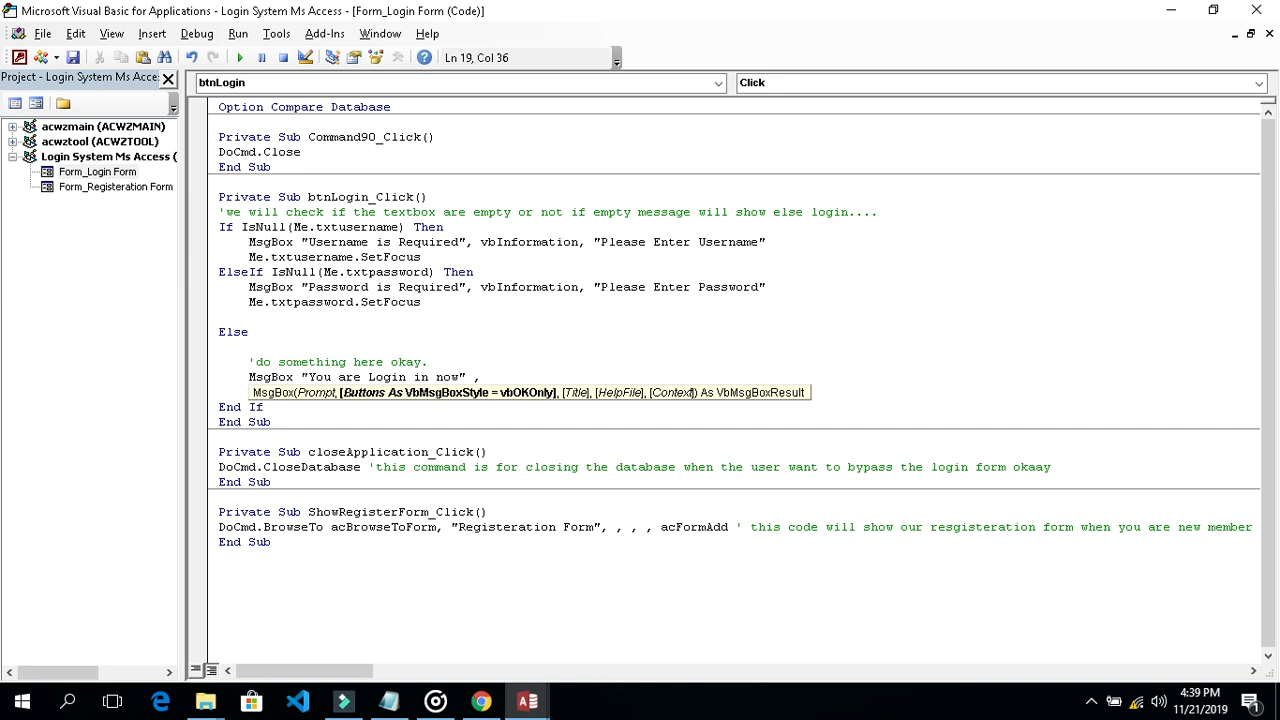 Microsoft Visual Basic for Applications - Login System Ms Access - [Form_Login Form (Code)]
File Edit View Insert Debug Run Tools Add-Ins Window Help
Ln 19, Col 36
Project - Login System Ms Acce
btnLogin
Click
acwzmain (ACWZMAIN)
acwztool (ACWZTOOL)
Login System Ms Access (
Form_Login Form
Form_Registeration Form
Option Compare Database
Private Sub Command90_Click()
DoCmd.Close
End Sub
Private Sub btnLogin_Click()
'we will check if the textbox are empty or not if empty message will show else login....
If IsNull(Me.txtusername) Then
MsgBox "Username is Required", vbInformation, "Please Enter Username"
Me.txtusername.SetFocus
ElseIf IsNull(Me.txtpassword) Then
MsgBox "Password is Required", vbInformation, "Please Enter Password"
Me.txtpassword.SetFocus
Else
'do something here okay.
MsgBox "You are Login in now" ,
MsgBox(Prompt, [Buttons As VbMsgBoxStyle = vbOKOnly], [Title], [HelpFile], [Context]) As VbMsgBoxResult
End If
End Sub
Private Sub closeApplication_Click()
DoCmd.CloseDatabase 'this command is for closing the database when the user want to bypass the login form okaay
End Sub
Private Sub ShowRegisterForm_Click()
DoCmd.BrowseTo acBrowseToForm, "Registeration Form", , , , acFormAdd ' this code will show our resgisteration form when you are new member
End Sub
4:39 PM
11/21/2019
1